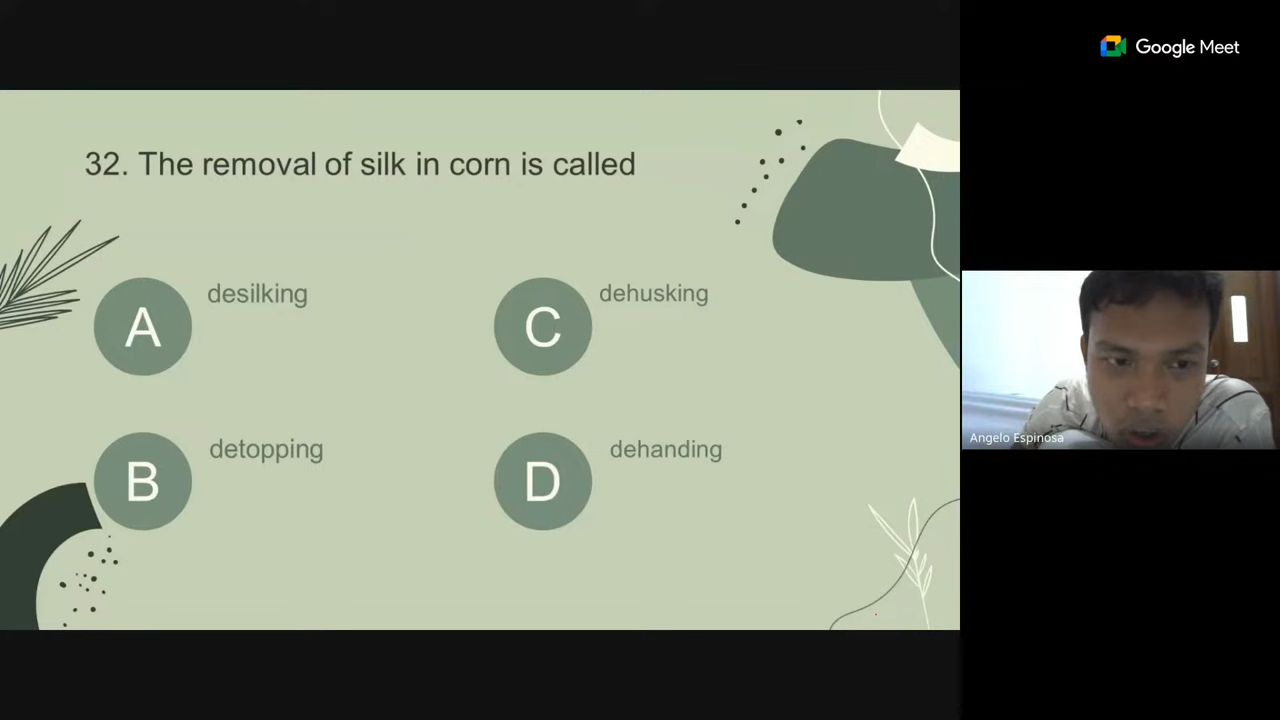 Google Meet
32. The removal of silk in corn is called
A
desilking
C
dehusking
B
detopping
D
dehanding
Angelo Espinosa